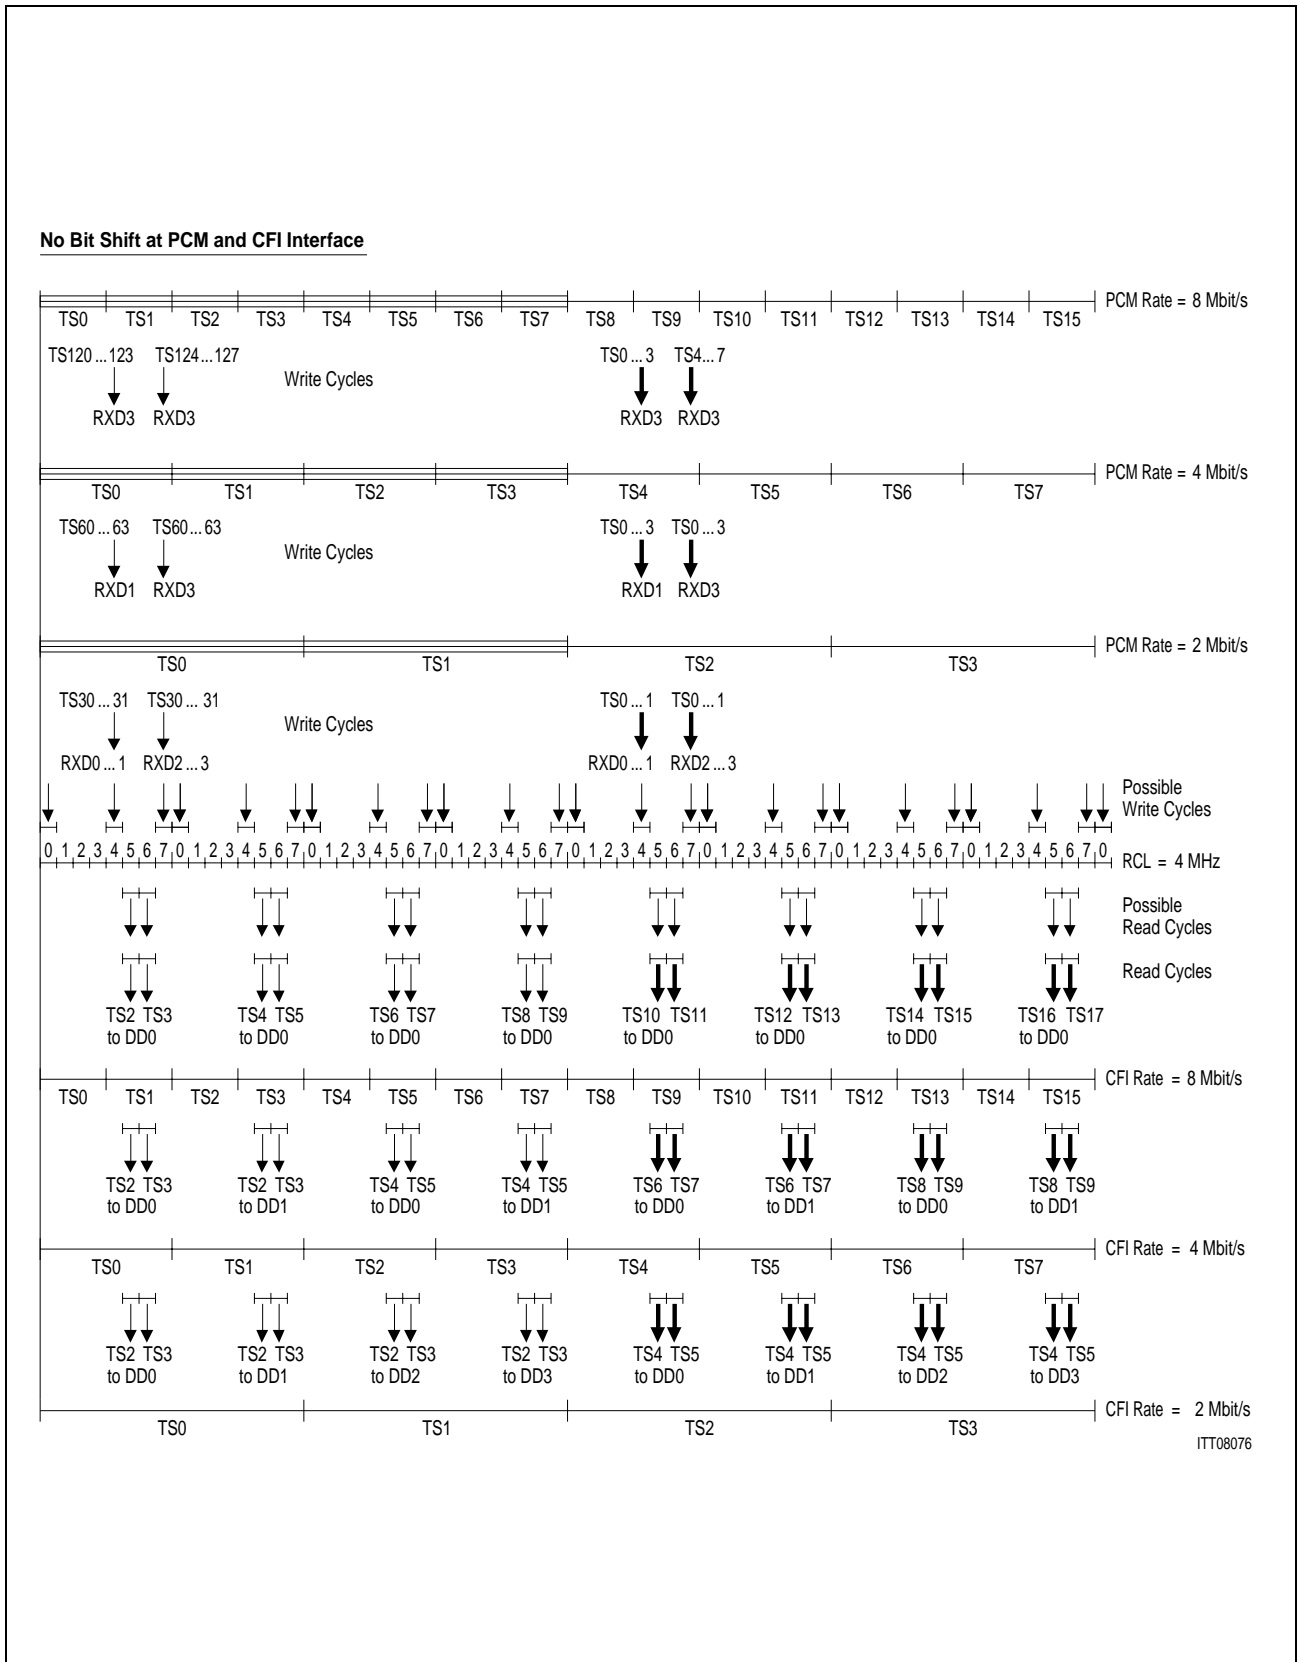 No Bit Shift at PCM and CFI Interface
PCM Rate = 8 Mbit/s
TS0 TS1 TS2 TS3 TS4 TS5 TS6 TS7 TS8 TS9 TS10 TS11 TS12 TS13 TS14 TS15
TS120 ... 123 TS124 ... 127 TS0 ... 3 TS4 ... 7
Write Cycles
RXD3 RXD3 RXD3 RXD3
PCM Rate = 4 Mbit/s
TS0 TS1 TS2 TS3 TS4 TS5 TS6 TS7
TS60 ... 63 TS60 ... 63 TS0 ... 3 TS0 ... 3
Write Cycles
RXD1 RXD3 RXD1 RXD3
PCM Rate = 2 Mbit/s
TS0 TS1 TS2 TS3
TS30 ... 31 TS30 ... 31 TS0 ... 1 TS0 ... 1
Write Cycles
RXD0 ... 1 RXD2 ... 3 RXD0 ... 1 RXD2 ... 3
Possible
Write Cycles
0 1 2 3 4 5 6 7 0 1 2 3 4 5 6 7 0 1 2 3 4 5 6 7 0 1 2 3 4 5 6 7 0 1 2 3 4 5 6 7 0 1 2 3 4 5 6 7 0 1 2 3 4 5 6 7 0 1 2 3 4 5 6 7 0 RCL = 4 MHz
Possible
Read Cycles
Read Cycles
TS2 TS3 TS4 TS5 TS6 TS7 TS8 TS9 TS10 TS11 TS12 TS13 TS14 TS15 TS16 TS17
to DD0 to DD0 to DD0 to DD0 to DD0 to DD0 to DD0 to DD0
CFI Rate = 8 Mbit/s
TS0 TS1 TS2 TS3 TS4 TS5 TS6 TS7 TS8 TS9 TS10 TS11 TS12 TS13 TS14 TS15
TS2 TS3 TS2 TS3 TS4 TS5 TS4 TS5 TS6 TS7 TS6 TS7 TS8 TS9 TS8 TS9
to DD0 to DD1 to DD0 to DD1 to DD0 to DD1 to DD0 to DD1
CFI Rate = 4 Mbit/s
TS0 TS1 TS2 TS3 TS4 TS5 TS6 TS7
TS2 TS3 TS2 TS3 TS2 TS3 TS2 TS3 TS4 TS5 TS4 TS5 TS4 TS5 TS4 TS5
to DD0 to DD1 to DD2 to DD3 to DD0 to DD1 to DD2 to DD3
CFI Rate = 2 Mbit/s
TS0 TS1 TS2 TS3
ITT08076